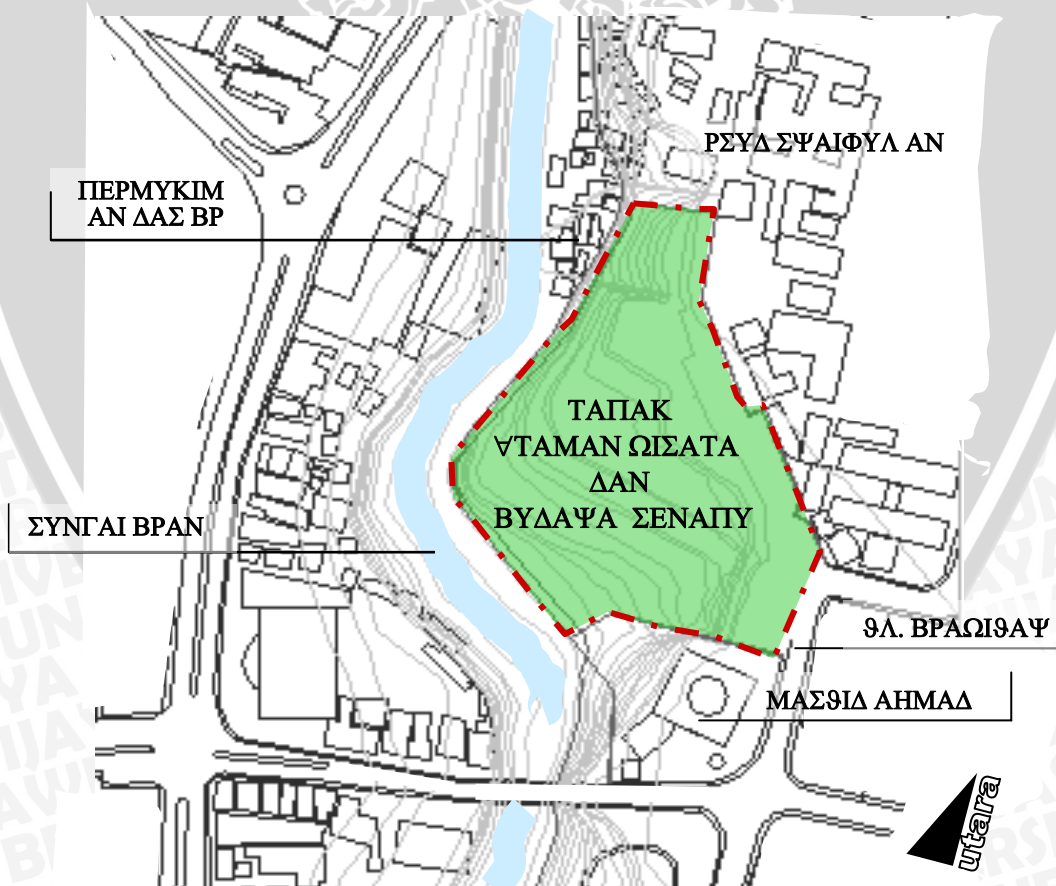 ΡΣΥΔ ΣΨΑΙΦΥΛ ΑΝ
ΠΕΡΜΥΚΙΜ
ΑΝ ΔΑΣ ΒΡ
ΤΑΠΑΚ
∀ΤΑΜΑΝ ΩΙΣΑΤΑ
ΔΑΝ
ΒΥΔΑΨΑ ΣΕΝΑΠΥ
ΣΥΝΓΑΙ ΒΡΑΝ
ϑΛ. ΒΡΑΩΙϑΑΨ
ΜΑΣϑΙΔ ΑΗΜΑΔ
utara